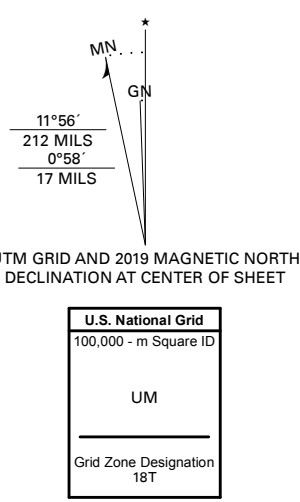 ★
MN
GN
11°56´
212 MILS
0°58´
17 MILS
UTM GRID AND 2019 MAGNETIC NORTH
DECLINATION AT CENTER OF SHEET
U.S. National Grid
100,000 - m Square ID
UM
Grid Zone Designation
18T